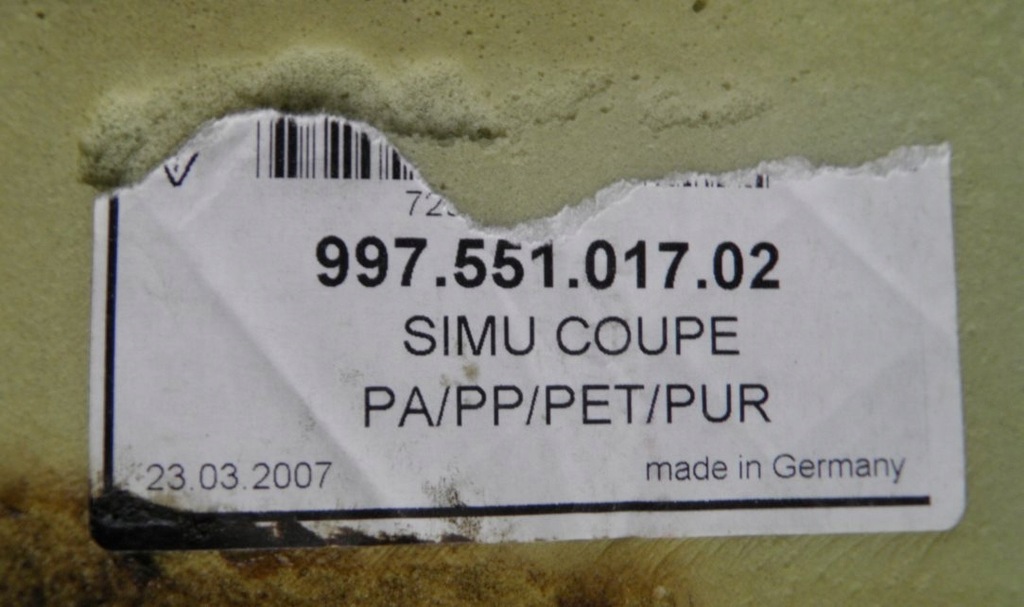 997.551.017.02
SIMU COUPE
PA/PP/PET/PUR
23.03.2007
made in Germany